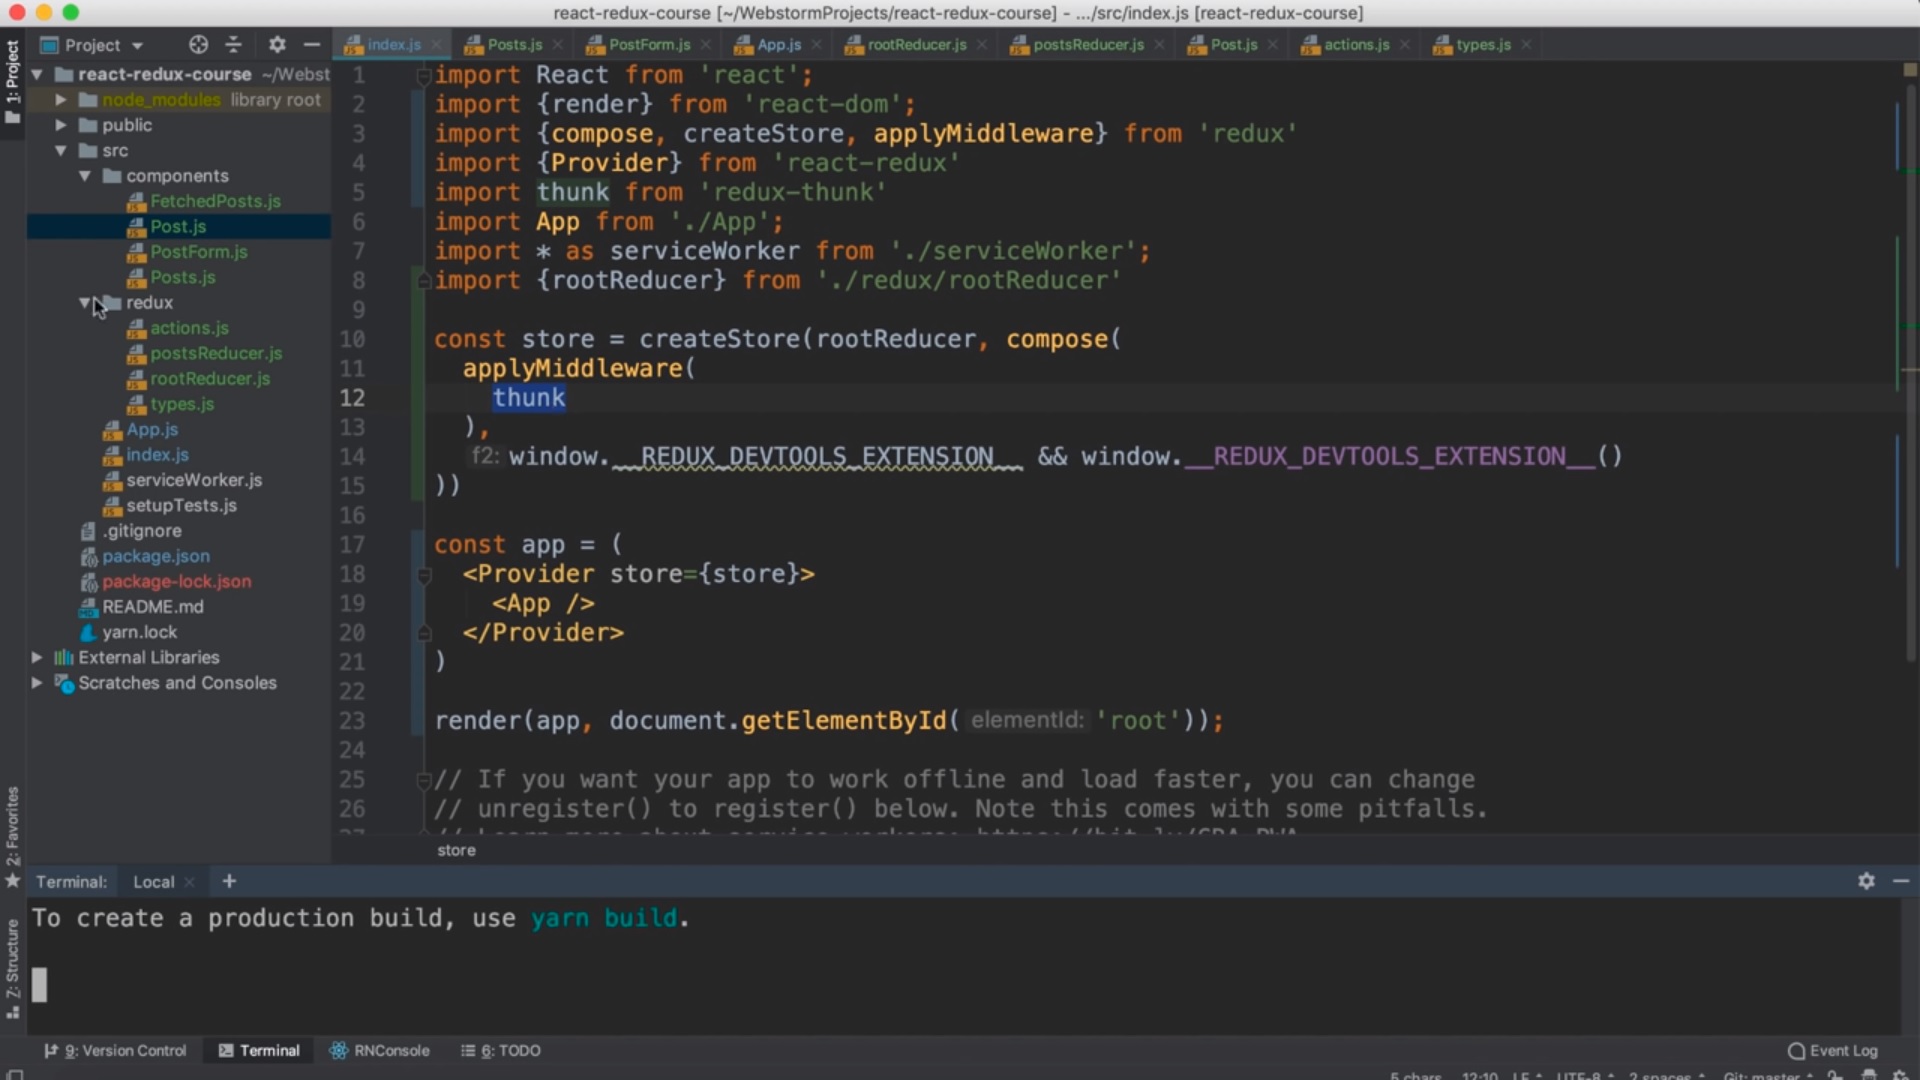 react-redux-course [~/WebstormProjects/react-redux-course] - .../src/index.js [react-redux-course]
Project
index.js
Posts.js
PostForm.js
App.js
rootReducer.js
postsReducer.js
Post.js
actions.js
types.js
1: Project
react-redux-course ~/Webst
node_modules library root
public
src
components
FetchedPosts.js
Post.js
PostForm.js
Posts.js
redux
actions.js
postsReducer.js
rootReducer.js
types.js
App.js
index.js
serviceWorker.js
setupTests.js
.gitignore
package.json
package-lock.json
README.md
yarn.lock
External Libraries
Scratches and Consoles
2: Favorites
Z: Structure
1 import React from 'react';
2 import {render} from 'react-dom';
3 import {compose, createStore, applyMiddleware} from 'redux'
4 import {Provider} from 'react-redux'
5 import thunk from 'redux-thunk'
6 import App from './App';
7 import * as serviceWorker from './serviceWorker';
8 import {rootReducer} from './redux/rootReducer'
9
10 const store = createStore(rootReducer, compose(
11 applyMiddleware(
12 thunk
13 ),
14 f2: window.__REDUX_DEVTOOLS_EXTENSION__ && window.__REDUX_DEVTOOLS_EXTENSION__()
15 ))
16
17 const app = (
18 <Provider store={store}>
19 <App />
20 </Provider>
21 )
22
23 render(app, document.getElementById( elementId: 'root'));
24
25 // If you want your app to work offline and load faster, you can change
26 // unregister() to register() below. Note this comes with some pitfalls.
store
Terminal: Local +
To create a production build, use yarn build.
9: Version Control
Terminal
RNConsole
6: TODO
Event Log
5 chars 12:10 LF UTF-8 2 spaces Git: master